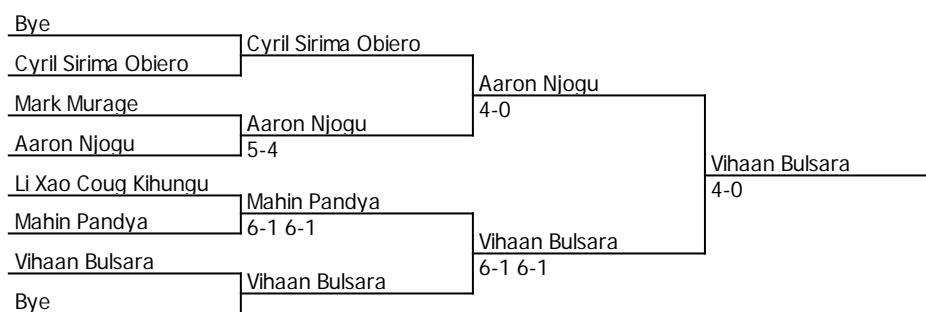 Bye
Cyril Sirima Obiero
Mark Murage
Aaron Njogu
Li Xao Coug Kihungu
Mahin Pandya
Vihaan Bulsara
Bye
Cyril Sirima Obiero
Aaron Njogu
5-4
Mahin Pandya
6-1 6-1
Vihaan Bulsara
Aaron Njogu
4-0
Vihaan Bulsara
6-1 6-1
Vihaan Bulsara
4-0